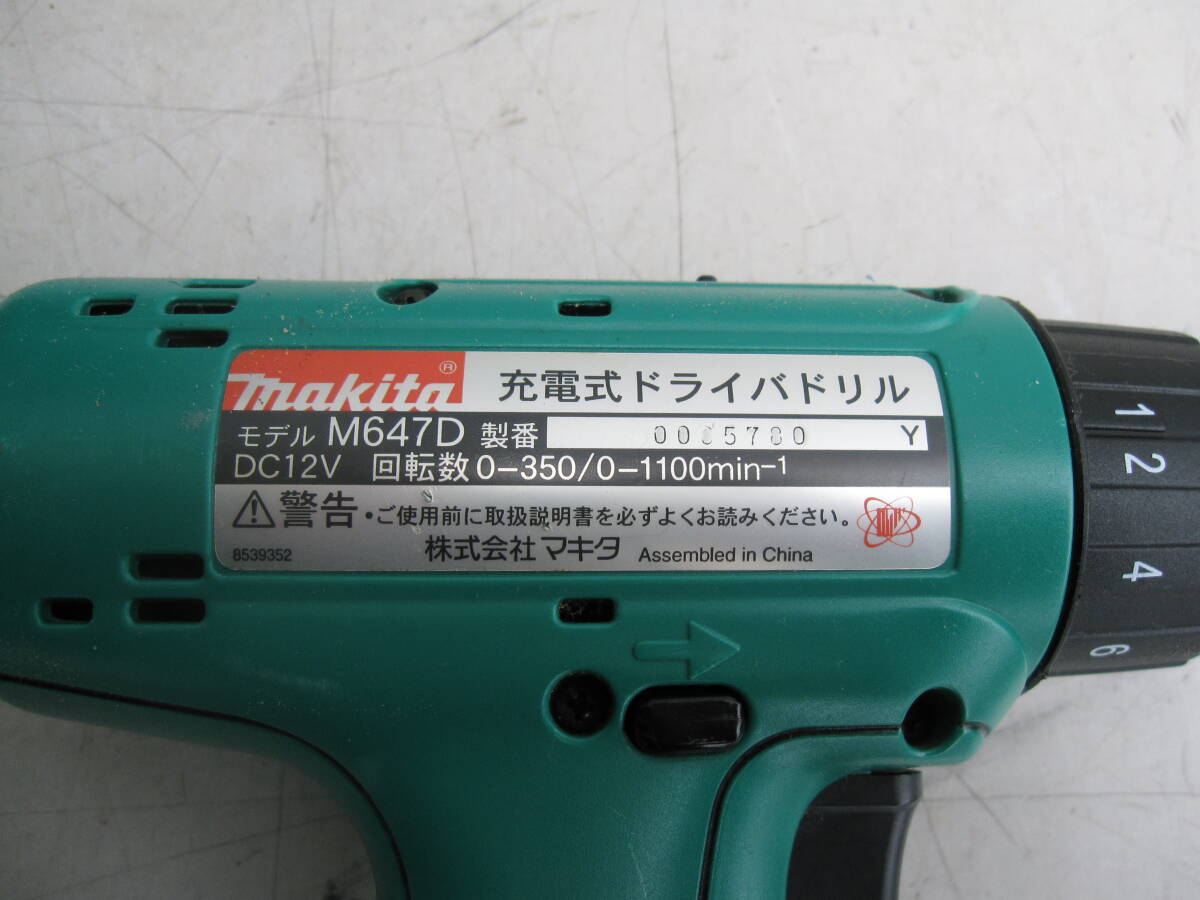 makita® 充電式ドライバドリル
モデル M647D 製番 Y
DC12V 回転数 0-350/0-1100min-1
⚠警告・ご使用前に取扱説明書を必ずよくお読みください。
8539352 株式会社 マキタ Assembled in China
1
2
4
6